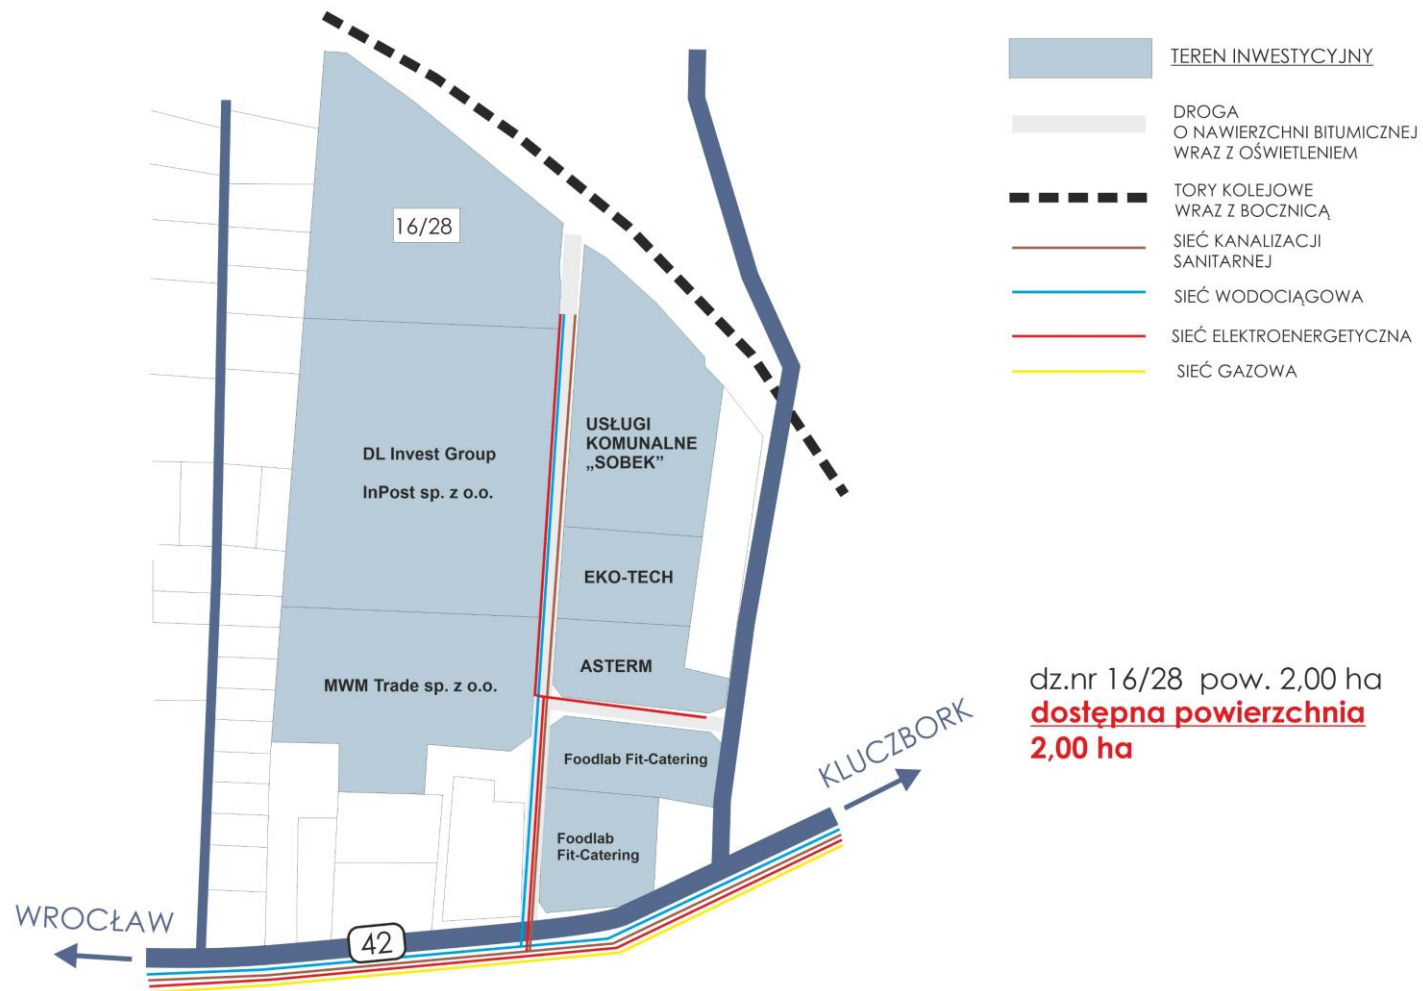 TEREN INWESTYCYJNY
DROGA
O NAWIERZCHNI BITUMICZNEJ
WRAZ Z OŚWIETLENIEM
TORY KOLEJOWE
WRAZ Z BOCZNICĄ
SIEĆ KANALIZACJI
SANITARNEJ
SIEĆ WODOCIĄGOWA
SIEĆ ELEKTROENERGETYCZNA
SIEĆ GAZOWA
16/28
DL Invest Group
InPost sp. z o.o.
USŁUGI
KOMUNALNE
„SOBEK”
EKO-TECH
ASTERM
MWM Trade sp. z o.o.
Foodlab Fit-Catering
Foodlab
Fit-Catering
dz.nr 16/28 pow. 2,00 ha
dostępna powierzchnia
2,00 ha
KLUCZBORK
WROCŁAW
42